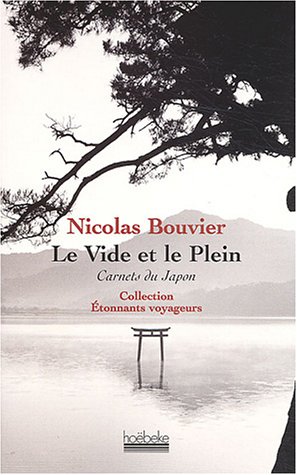 Nicolas Bouvier
Le Vide et le Plein
Carnets du Japon
Collection
Étonnants voyageurs
hoëbeke